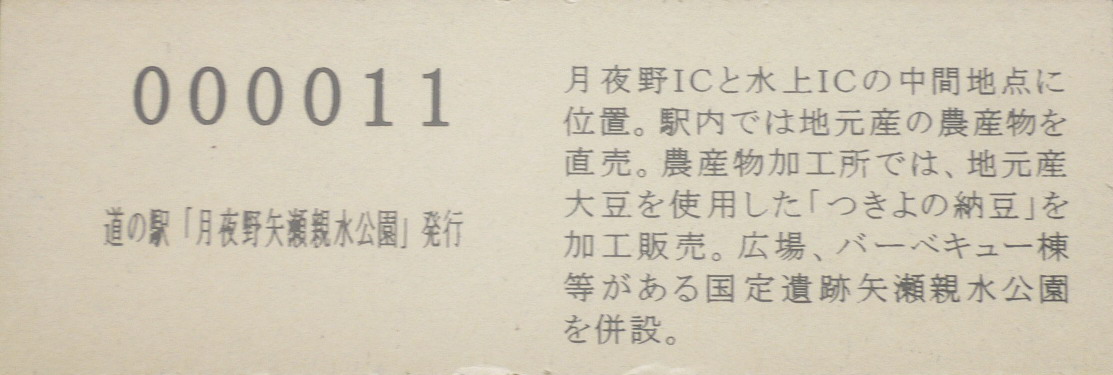 000011
道の駅「月夜野矢瀬親水公園」発行
月夜野ICと水上ICの中間地点に
位置。駅内では地元産の農産物を
直売。農産物加工所では、地元産
大豆を使用した「つきよの納豆」を
加工販売。広場、バーベキュー棟
等がある国定遺跡矢瀬親水公園
を併設。